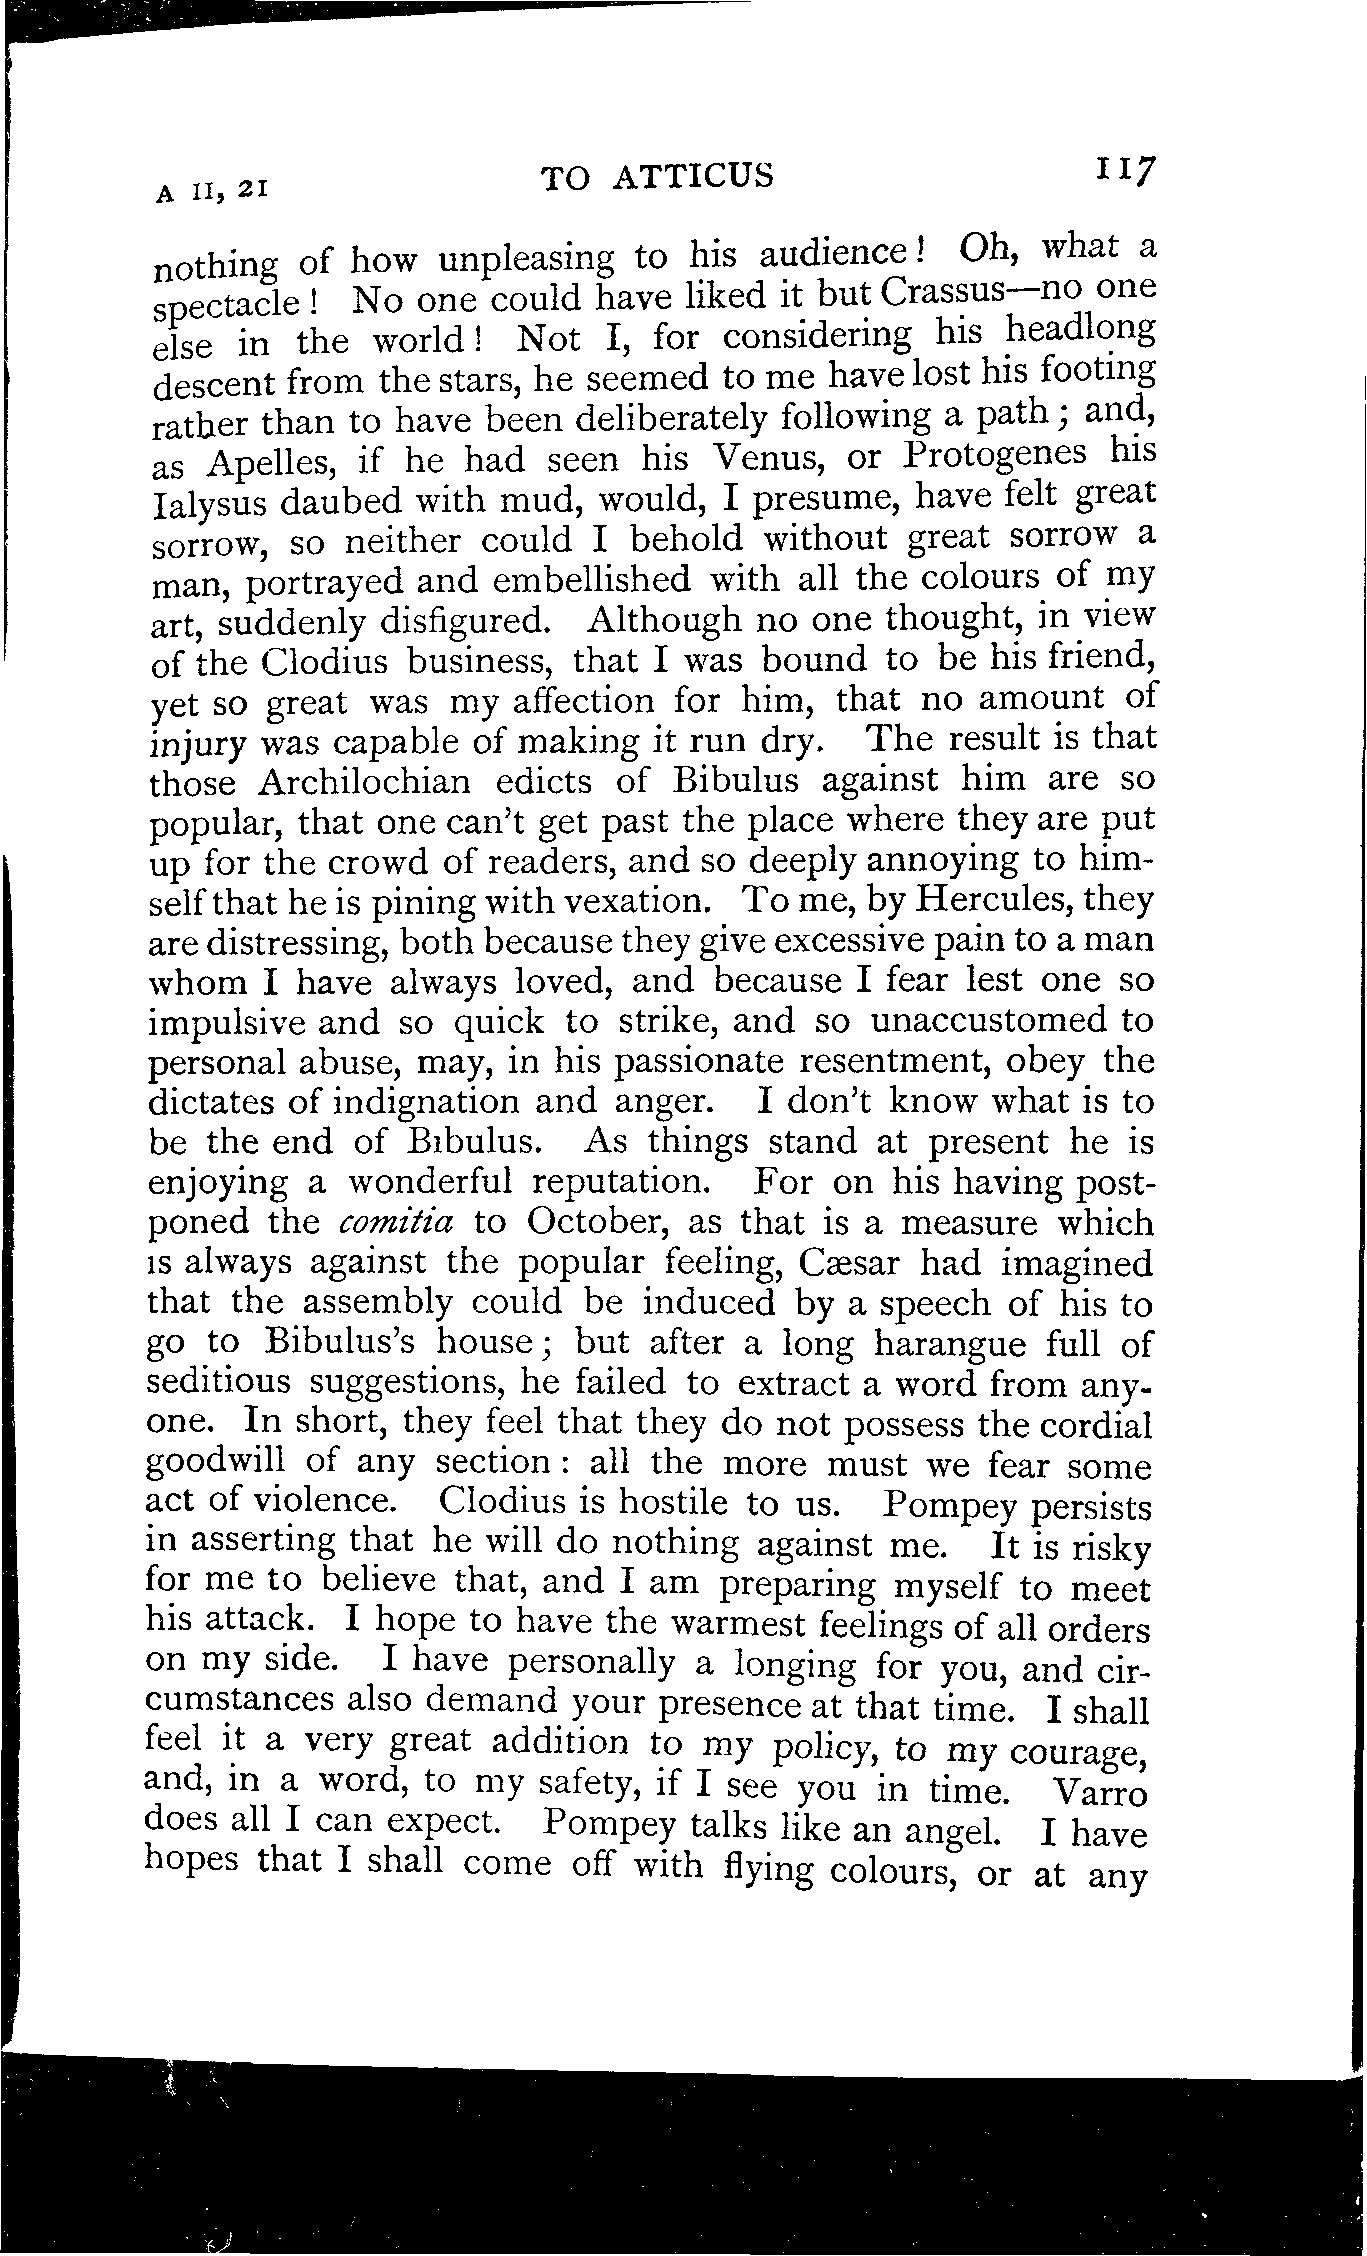 A II, 21 TO ATTICUS 117
nothing of how unpleasing to his audience! Oh, what a
spectacle! No one could have liked it but Crassus—no one
else in the world! Not I, for considering his headlong
descent from the stars, he seemed to me have lost his footing
rather than to have been deliberately following a path; and,
as Apelles, if he had seen his Venus, or Protogenes his
Ialysus daubed with mud, would, I presume, have felt great
sorrow, so neither could I behold without great sorrow a
man, portrayed and embellished with all the colours of my
art, suddenly disfigured. Although no one thought, in view
of the Clodius business, that I was bound to be his friend,
yet so great was my affection for him, that no amount of
injury was capable of making it run dry. The result is that
those Archilochian edicts of Bibulus against him are so
popular, that one can't get past the place where they are put
up for the crowd of readers, and so deeply annoying to him-
self that he is pining with vexation. To me, by Hercules, they
are distressing, both because they give excessive pain to a man
whom I have always loved, and because I fear lest one so
impulsive and so quick to strike, and so unaccustomed to
personal abuse, may, in his passionate resentment, obey the
dictates of indignation and anger. I don't know what is to
be the end of Bibulus. As things stand at present he is
enjoying a wonderful reputation. For on his having post-
poned the comitia to October, as that is a measure which
is always against the popular feeling, Cæsar had imagined
that the assembly could be induced by a speech of his to
go to Bibulus's house; but after a long harangue full of
seditious suggestions, he failed to extract a word from any-
one. In short, they feel that they do not possess the cordial
goodwill of any section: all the more must we fear some
act of violence. Clodius is hostile to us. Pompey persists
in asserting that he will do nothing against me. It is risky
for me to believe that, and I am preparing myself to meet
his attack. I hope to have the warmest feelings of all orders
on my side. I have personally a longing for you, and cir-
cumstances also demand your presence at that time. I shall
feel it a very great addition to my policy, to my courage,
and, in a word, to my safety, if I see you in time. Varro
does all I can expect. Pompey talks like an angel. I have
hopes that I shall come off with flying colours, or at any